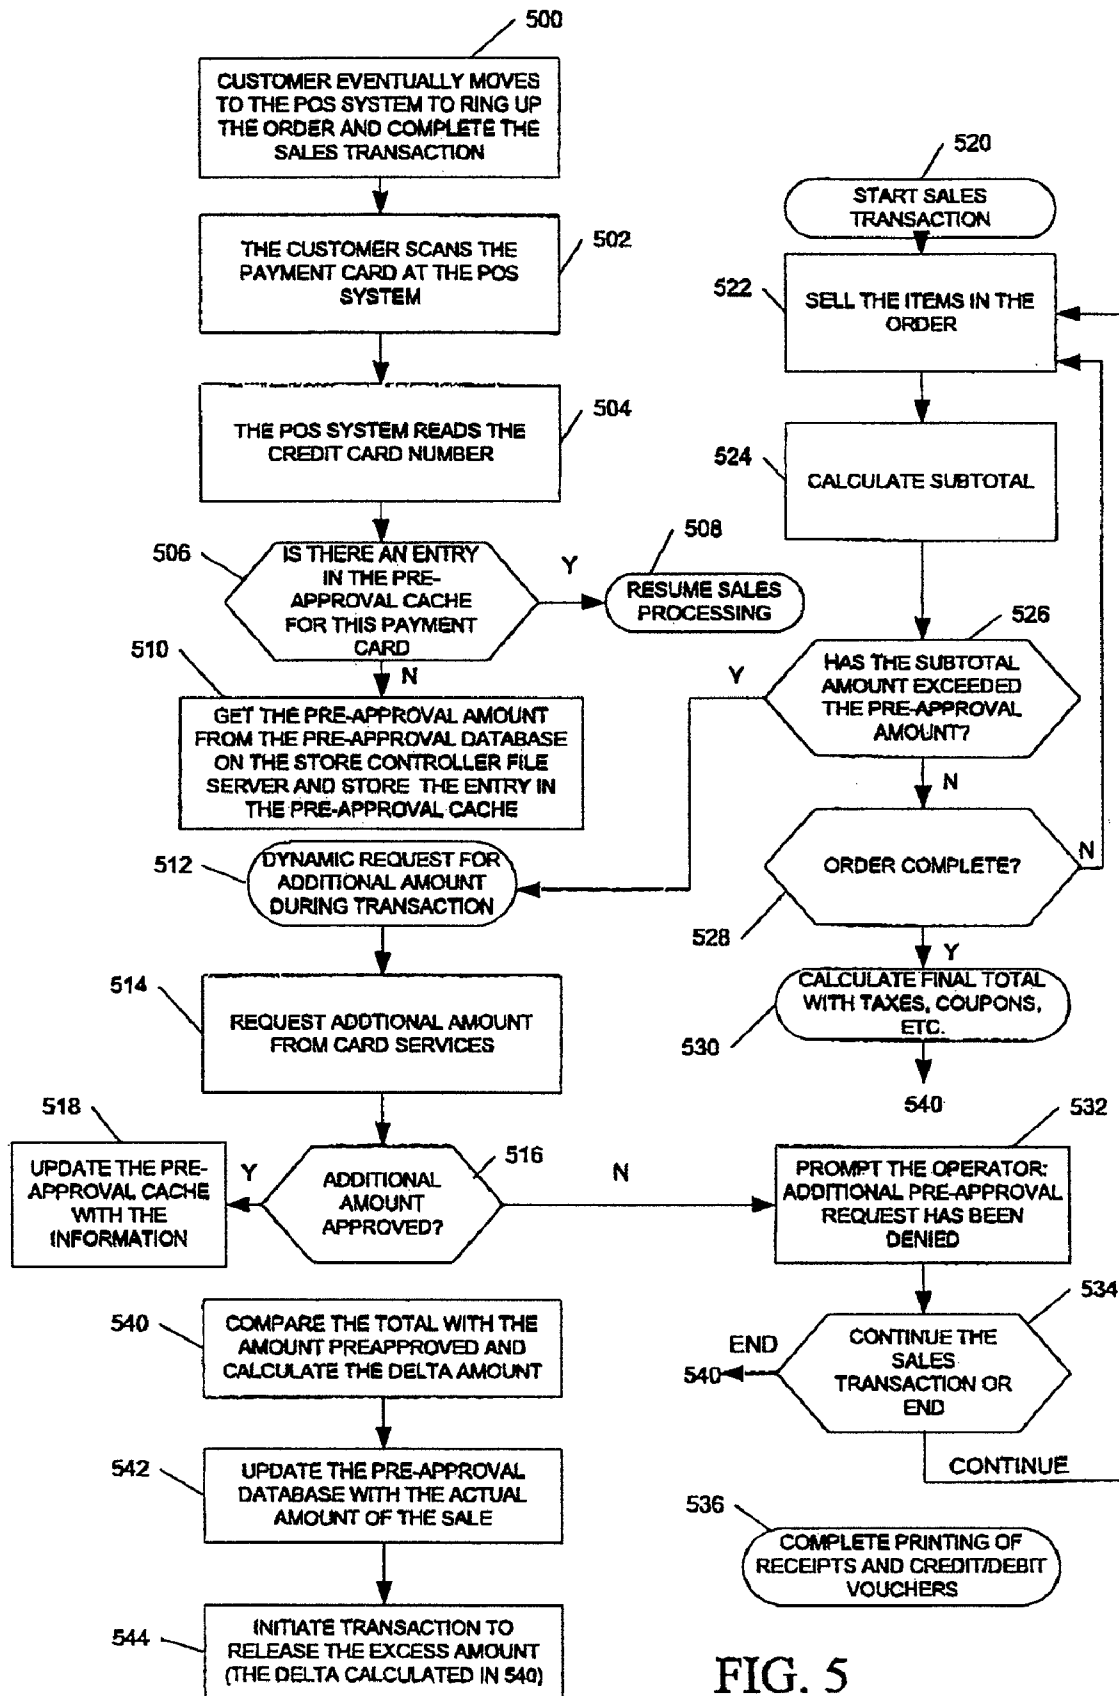 500
CUSTOMER EVENTUALLY MOVES
TO THE POS SYSTEM TO RING UP
THE ORDER AND COMPLETE THE
SALES TRANSACTION
502
THE CUSTOMER SCANS THE
PAYMENT CARD AT THE POS
SYSTEM
504
THE POS SYSTEM READS THE
CREDIT CARD NUMBER
506
IS THERE AN ENTRY
IN THE PRE-
APPROVAL CACHE
FOR THIS PAYMENT
CARD
Y
508
RESUME SALES
PROCESSING
N
510
GET THE PRE-APPROVAL AMOUNT
FROM THE PRE-APPROVAL DATABASE
ON THE STORE CONTROLLER FILE
SERVER AND STORE THE ENTRY IN
THE PRE-APPROVAL CACHE
512
DYNAMIC REQUEST FOR
ADDITIONAL AMOUNT
DURING TRANSACTION
514
REQUEST ADDTIONAL AMOUNT
FROM CARD SERVICES
516
ADDITIONAL
AMOUNT
APPROVED?
Y
N
518
UPDATE THE PRE-
APPROVAL CACHE
WITH THE
INFORMATION
520
START SALES
TRANSACTION
522
SELL THE ITEMS IN THE
ORDER
524
CALCULATE SUBTOTAL
526
HAS THE SUBTOTAL
AMOUNT EXCEEDED
THE PRE-APPROVAL
AMOUNT?
Y
N
528
ORDER COMPLETE?
N
Y
530
CALCULATE FINAL TOTAL
WITH TAXES, COUPONS,
ETC.
540
532
PROMPT THE OPERATOR:
ADDITIONAL PRE-APPROVAL
REQUEST HAS BEEN
DENIED
534
CONTINUE THE
SALES
TRANSACTION OR
END
END
540
CONTINUE
536
COMPLETE PRINTING OF
RECEIPTS AND CREDIT/DEBIT
VOUCHERS
540
COMPARE THE TOTAL WITH THE
AMOUNT PREAPPROVED AND
CALCULATE THE DELTA AMOUNT
542
UPDATE THE PRE-APPROVAL
DATABASE WITH THE ACTUAL
AMOUNT OF THE SALE
544
INITIATE TRANSACTION TO
RELEASE THE EXCESS AMOUNT
(THE DELTA CALCULATED IN 540)
FIG. 5